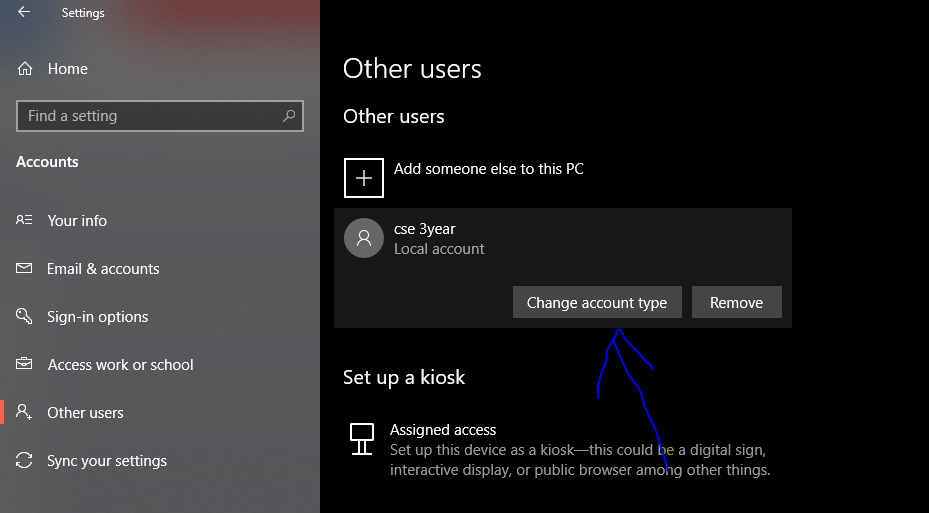 Settings
Home
Find a setting
Accounts
Your info
Email & accounts
Sign-in options
Access work or school
Other users
Sync your settings
Other users
Other users
Add someone else to this PC
cse 3year
Local account
Change account type
Remove
Set up a kiosk
Assigned access
Set up this device as a kiosk—this could be a digital sign,
interactive display, or public browser among other things.